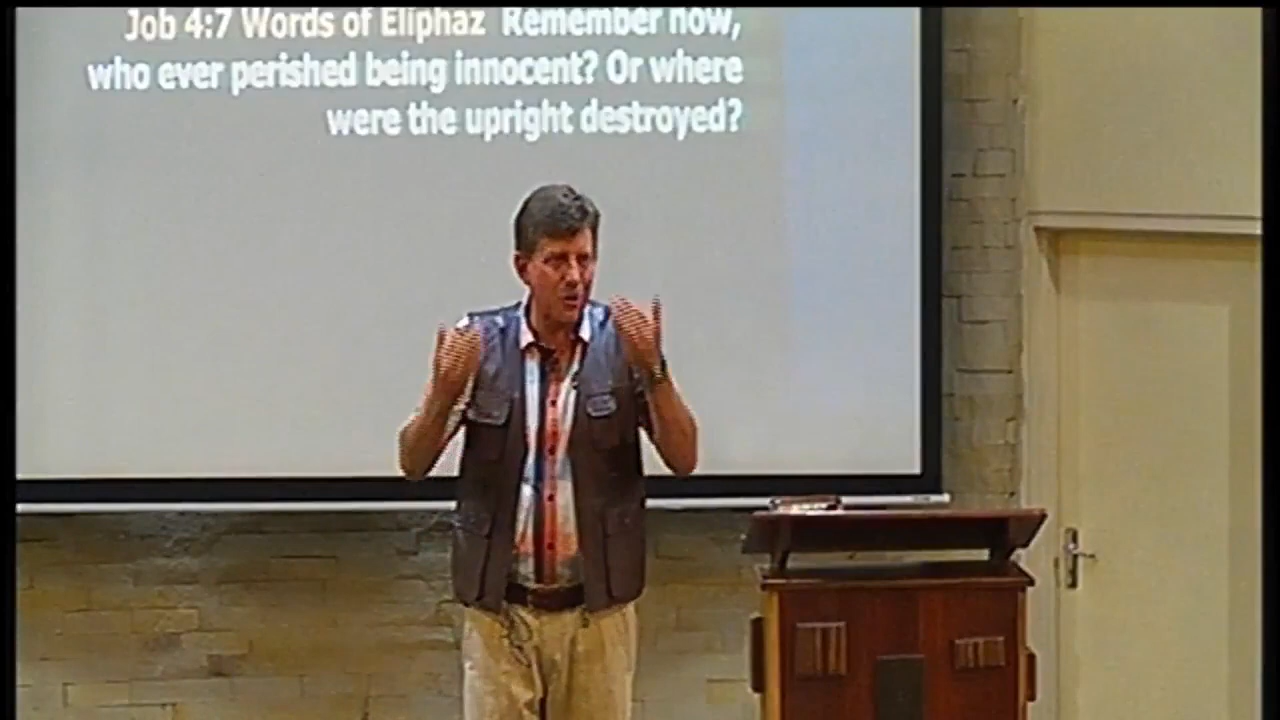 Job 4:7 Words of Eliphaz Remember now,
who ever perished being innocent? Or where
were the upright destroyed?